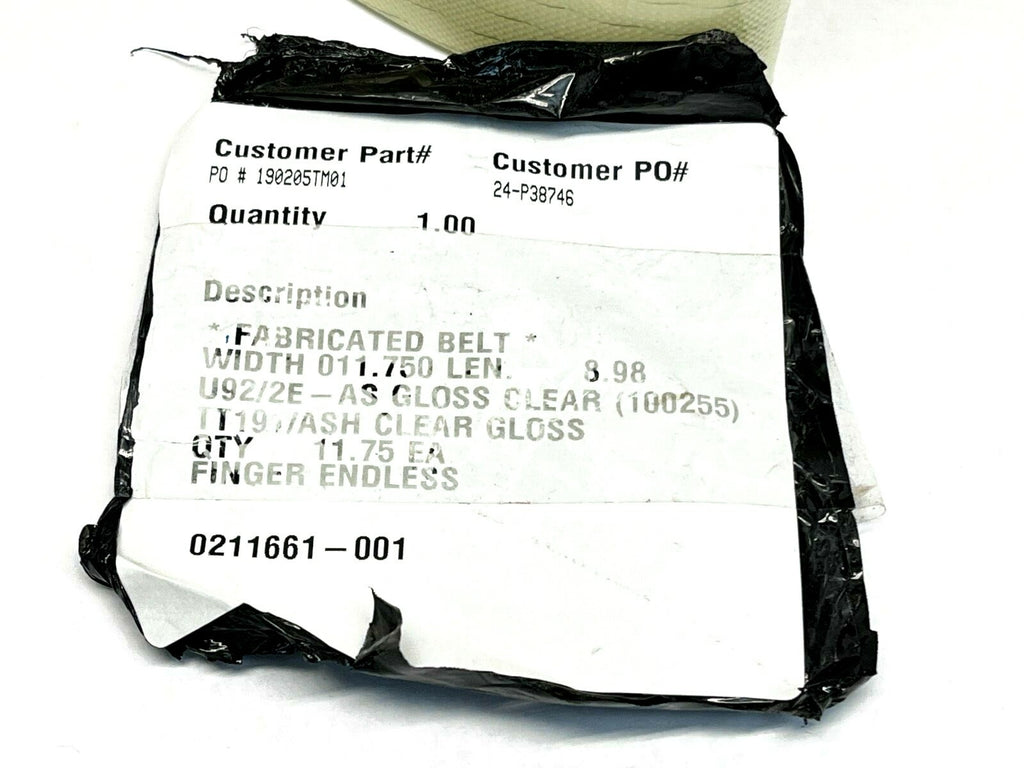 Customer Part# Customer PO#
PO # 190205TM01 24-P38746
Quantity 1.00
Description
* FABRICATED BELT *
WIDTH 011.750 LEN. 8.98
U92/2E-AS GLOSS CLEAR (100255)
CLEAR GLOSS
QTY 11.75 EA
FINGER ENDLESS
0211661-001